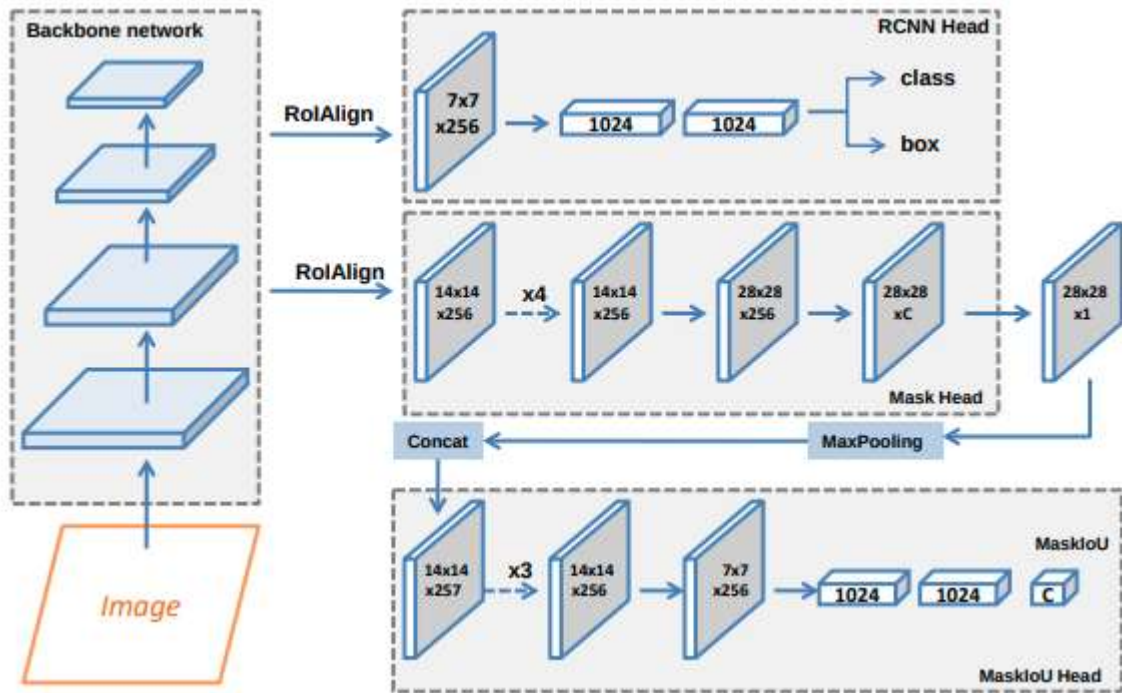 Backbone network
RoIAlign
RCNN Head
7x7
x256
1024
1024
class
box
RoIAlign
14x14
x256
x4
14x14
x256
28x28
x256
28x28
xC
28x28
x1
Mask Head
Concat
MaxPooling
Image
14x14
x257
x3
14x14
x256
7x7
x256
1024
1024
MaskIoU
C
MaskIoU Head